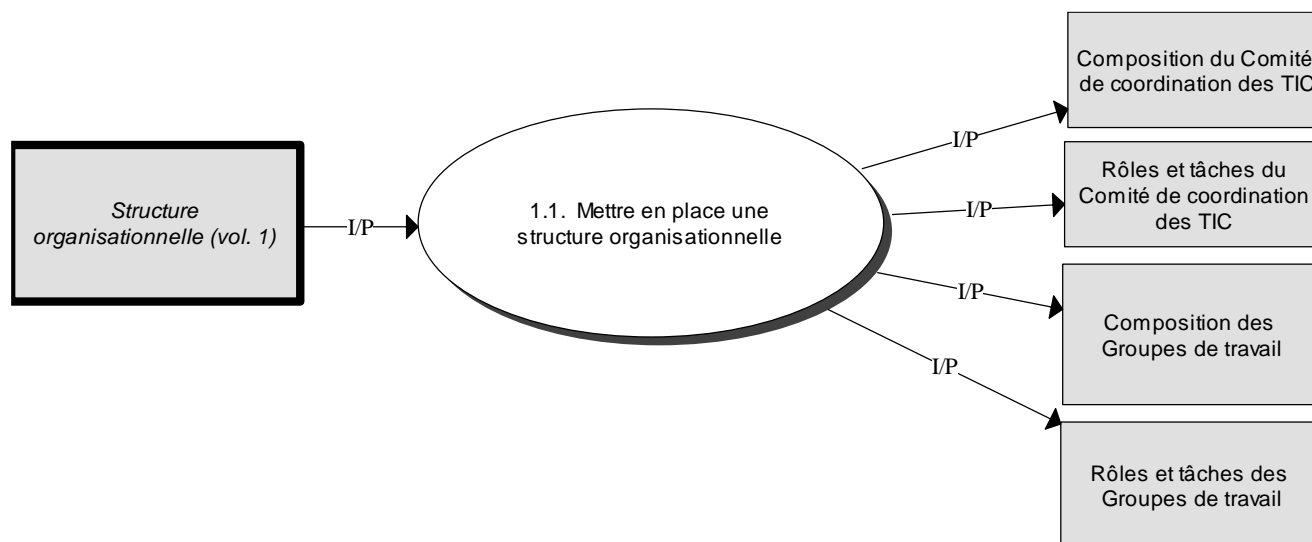 Structure
organisationnelle (vol. 1)
I/P
1.1. Mettre en place une
structure organisationnelle
I/P
Composition du Comité
de coordination des TIC
I/P
Rôles et tâches du
Comité de coordination
des TIC
I/P
Composition des
Groupes de travail
I/P
Rôles et tâches des
Groupes de travail